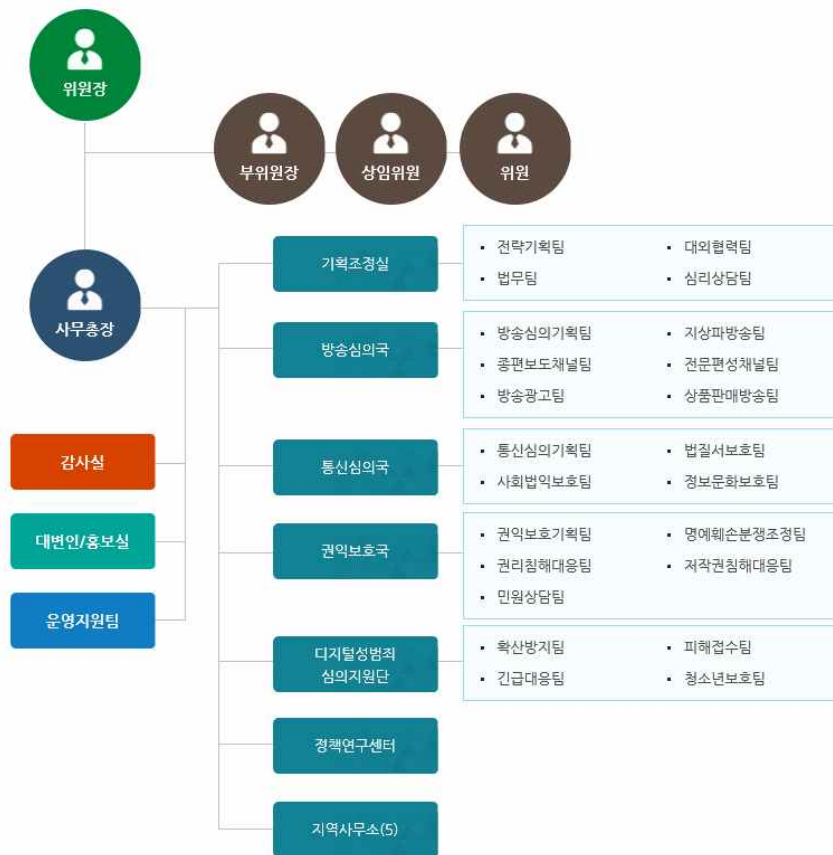 위원장
부위원장
상임위원
위원
사무총장
감사실
대변인/홍보실
운영지원팀
기획조정실
전략기획팀
대외협력팀
법무팀
심리상담팀
방송심의국
방송심의기획팀
지상파방송팀
종편보도채널팀
전문편성채널팀
방송광고팀
상품판매방송팀
통신심의국
통신심의기획팀
법질서보호팀
사회법익보호팀
정보문화보호팀
권익보호국
권익보호기획팀
명예훼손분쟁조정팀
권리침해대응팀
저작권침해대응팀
민원상담팀
디지털성범죄
심의지원단
확산방지팀
피해접수팀
긴급대응팀
청소년보호팀
정책연구센터
지역사무소(5)